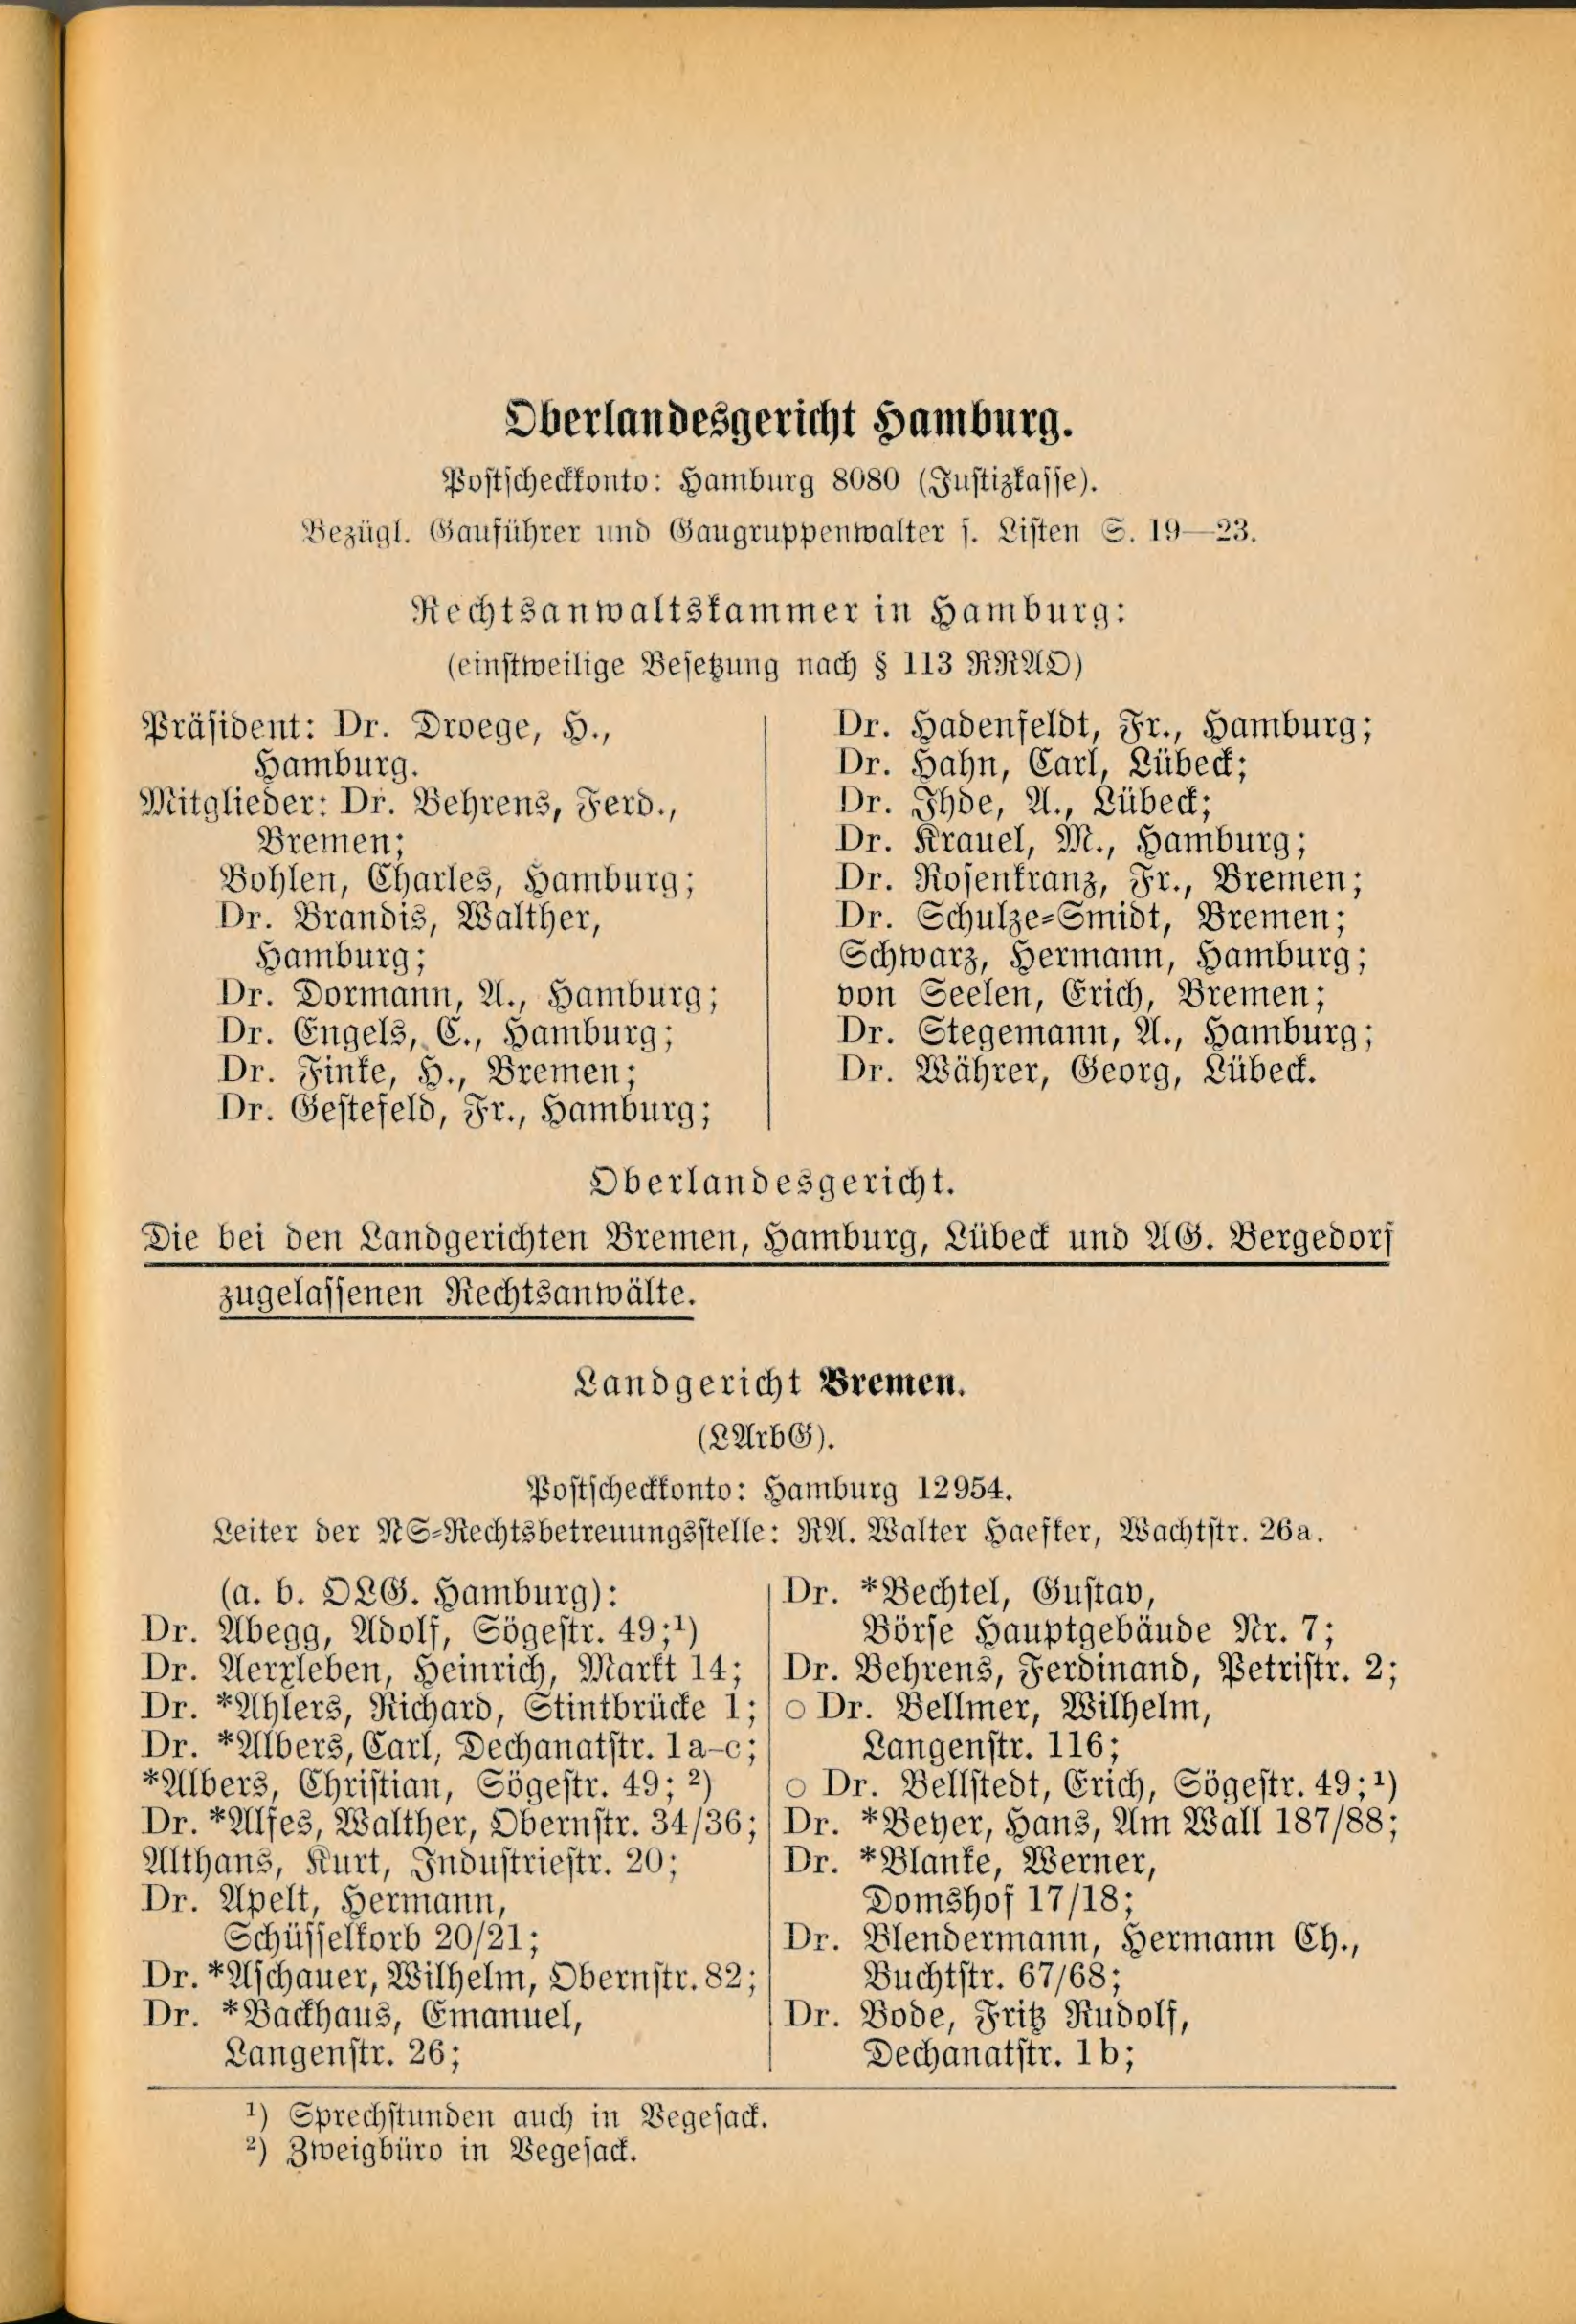 Oberlandesgericht Hamburg.
Postscheckkonto: Hamburg 8080 (Justizkasse).
Bezügl. Gauführer und Gaugruppenwalter s. Listen S. 19—23.
Rechtsanwaltskammer in Hamburg:
(einstweilige Besetzung nach § 113 RRAO)
Präsident: Dr. Droege, H.,
Hamburg.
Mitglieder: Dr. Behrens, Ferd.,
Bremen;
Bohlen, Charles, Hamburg;
Dr. Brandis, Walther,
Hamburg;
Dr. Dormann, A., Hamburg;
Dr. Engels, C., Hamburg;
Dr. Finke, H., Bremen;
Dr. Gestefeld, Fr., Hamburg;
Dr. Hadenfeldt, Fr., Hamburg;
Dr. Hahn, Carl, Lübeck;
Dr. Ihde, A., Lübeck;
Dr. Krauel, M., Hamburg;
Dr. Rosenkranz, Fr., Bremen;
Dr. Schulze-Smidt, Bremen;
Schwarz, Hermann, Hamburg;
von Seelen, Erich, Bremen;
Dr. Stegemann, A., Hamburg;
Dr. Währer, Georg, Lübeck.
Oberlandesgericht.
Die bei den Landgerichten Bremen, Hamburg, Lübeck und AG. Bergedorf
zugelassenen Rechtsanwälte.
Landgericht Bremen.
(LArbG).
Postscheckkonto: Hamburg 12954.
Leiter der NS-Rechtsbetreuungsstelle: RA. Walter Haeffer, Wachtstr. 26a.
(a. b. OLG. Hamburg):
Dr. Abegg, Adolf, Sögestr. 49;¹)
Dr. Aerxleben, Heinrich, Markt 14;
Dr. *Ahlers, Richard, Stintbrücke 1;
Dr. *Albers, Carl, Dechanatstr. 1a-c;
*Albers, Christian, Sögestr. 49; ²)
Dr. *Alfes, Walther, Obernstr. 34/36;
Althans, Kurt, Industriestr. 20;
Dr. Apelt, Hermann,
Schüsselkorb 20/21;
Dr. *Aschauer, Wilhelm, Obernstr. 82;
Dr. *Backhaus, Emanuel,
Langenstr. 26;
Dr. *Bechtel, Gustav,
Börse Hauptgebäude Nr. 7;
Dr. Behrens, Ferdinand, Petristr. 2;
○ Dr. Bellmer, Wilhelm,
Langenstr. 116;
○ Dr. Bellstedt, Erich, Sögestr. 49;¹)
Dr. *Beyer, Hans, Am Wall 187/88;
Dr. *Blanke, Werner,
Domshof 17/18;
Dr. Blendermann, Hermann Ch.,
Buchtstr. 67/68;
Dr. Bode, Fritz Rudolf,
Dechanatstr. 1b;
¹) Sprechstunden auch in Vegesack.
²) Zweigbüro in Vegesack.